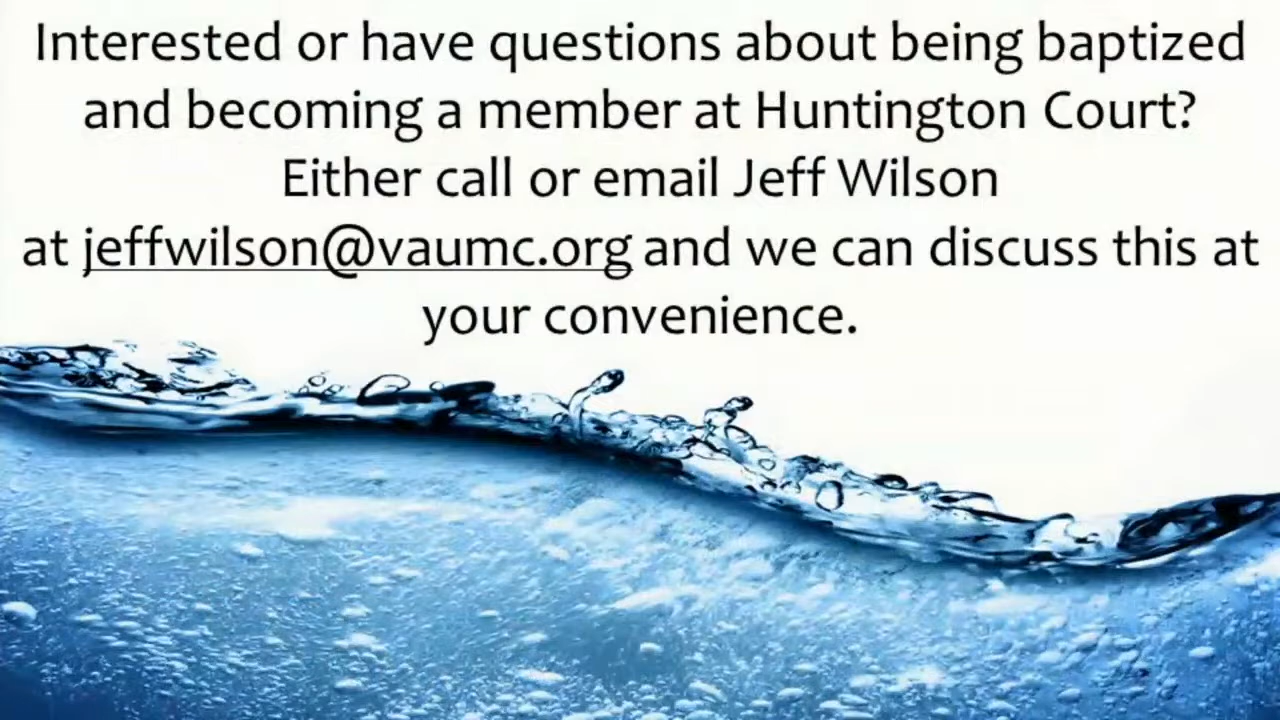 Interested or have questions about being baptized
and becoming a member at Huntington Court?
Either call or email Jeff Wilson
at jeffwilson@vaumc.org and we can discuss this at
your convenience.